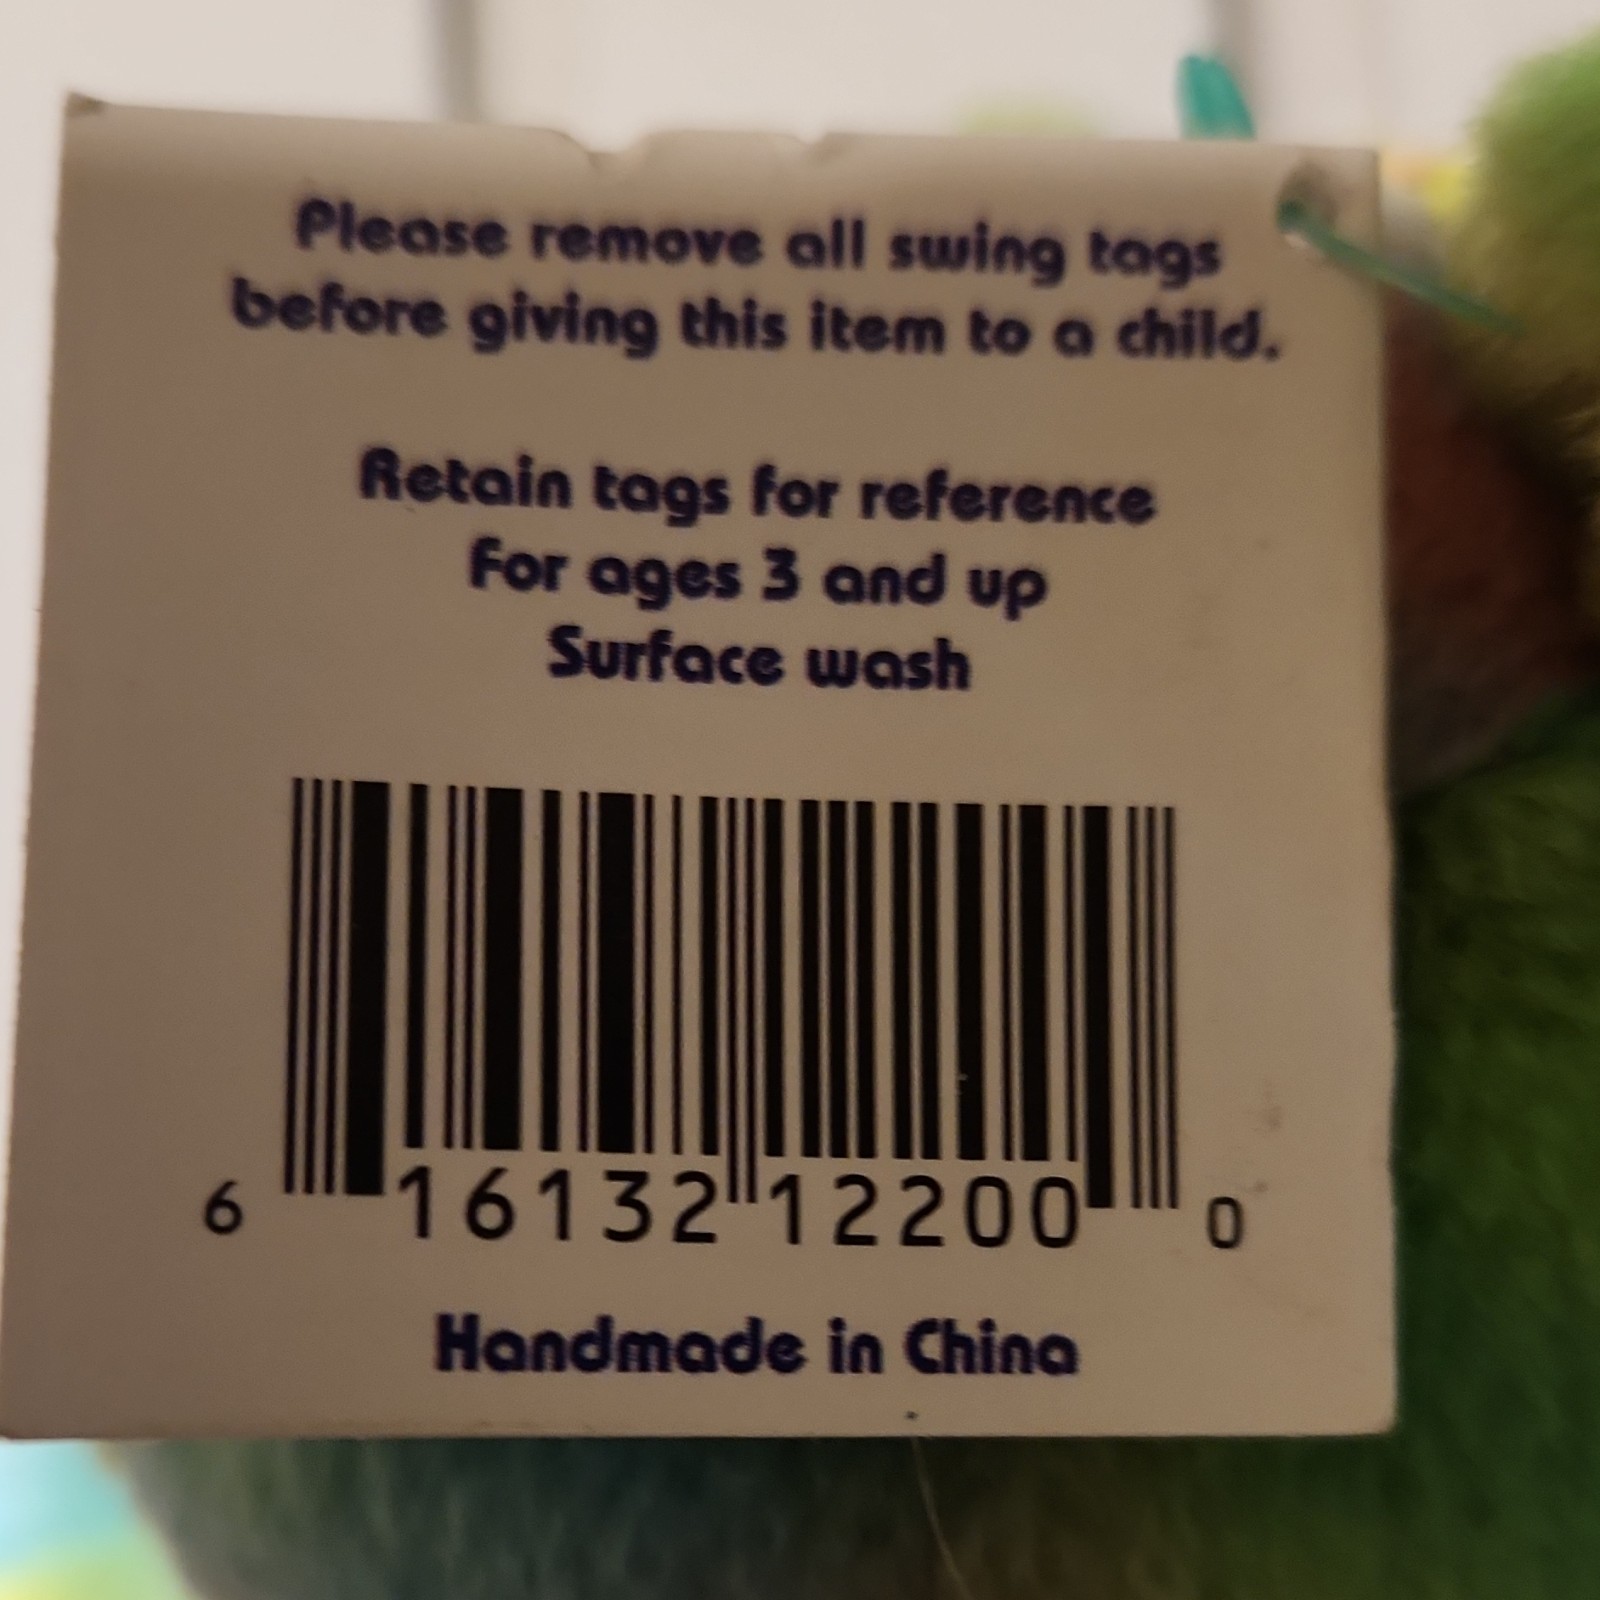 Please remove all swing tags
before giving this item to a child.
Retain tags for reference
For ages 3 and up
Surface wash
6 16132 12200 0
Handmade in China